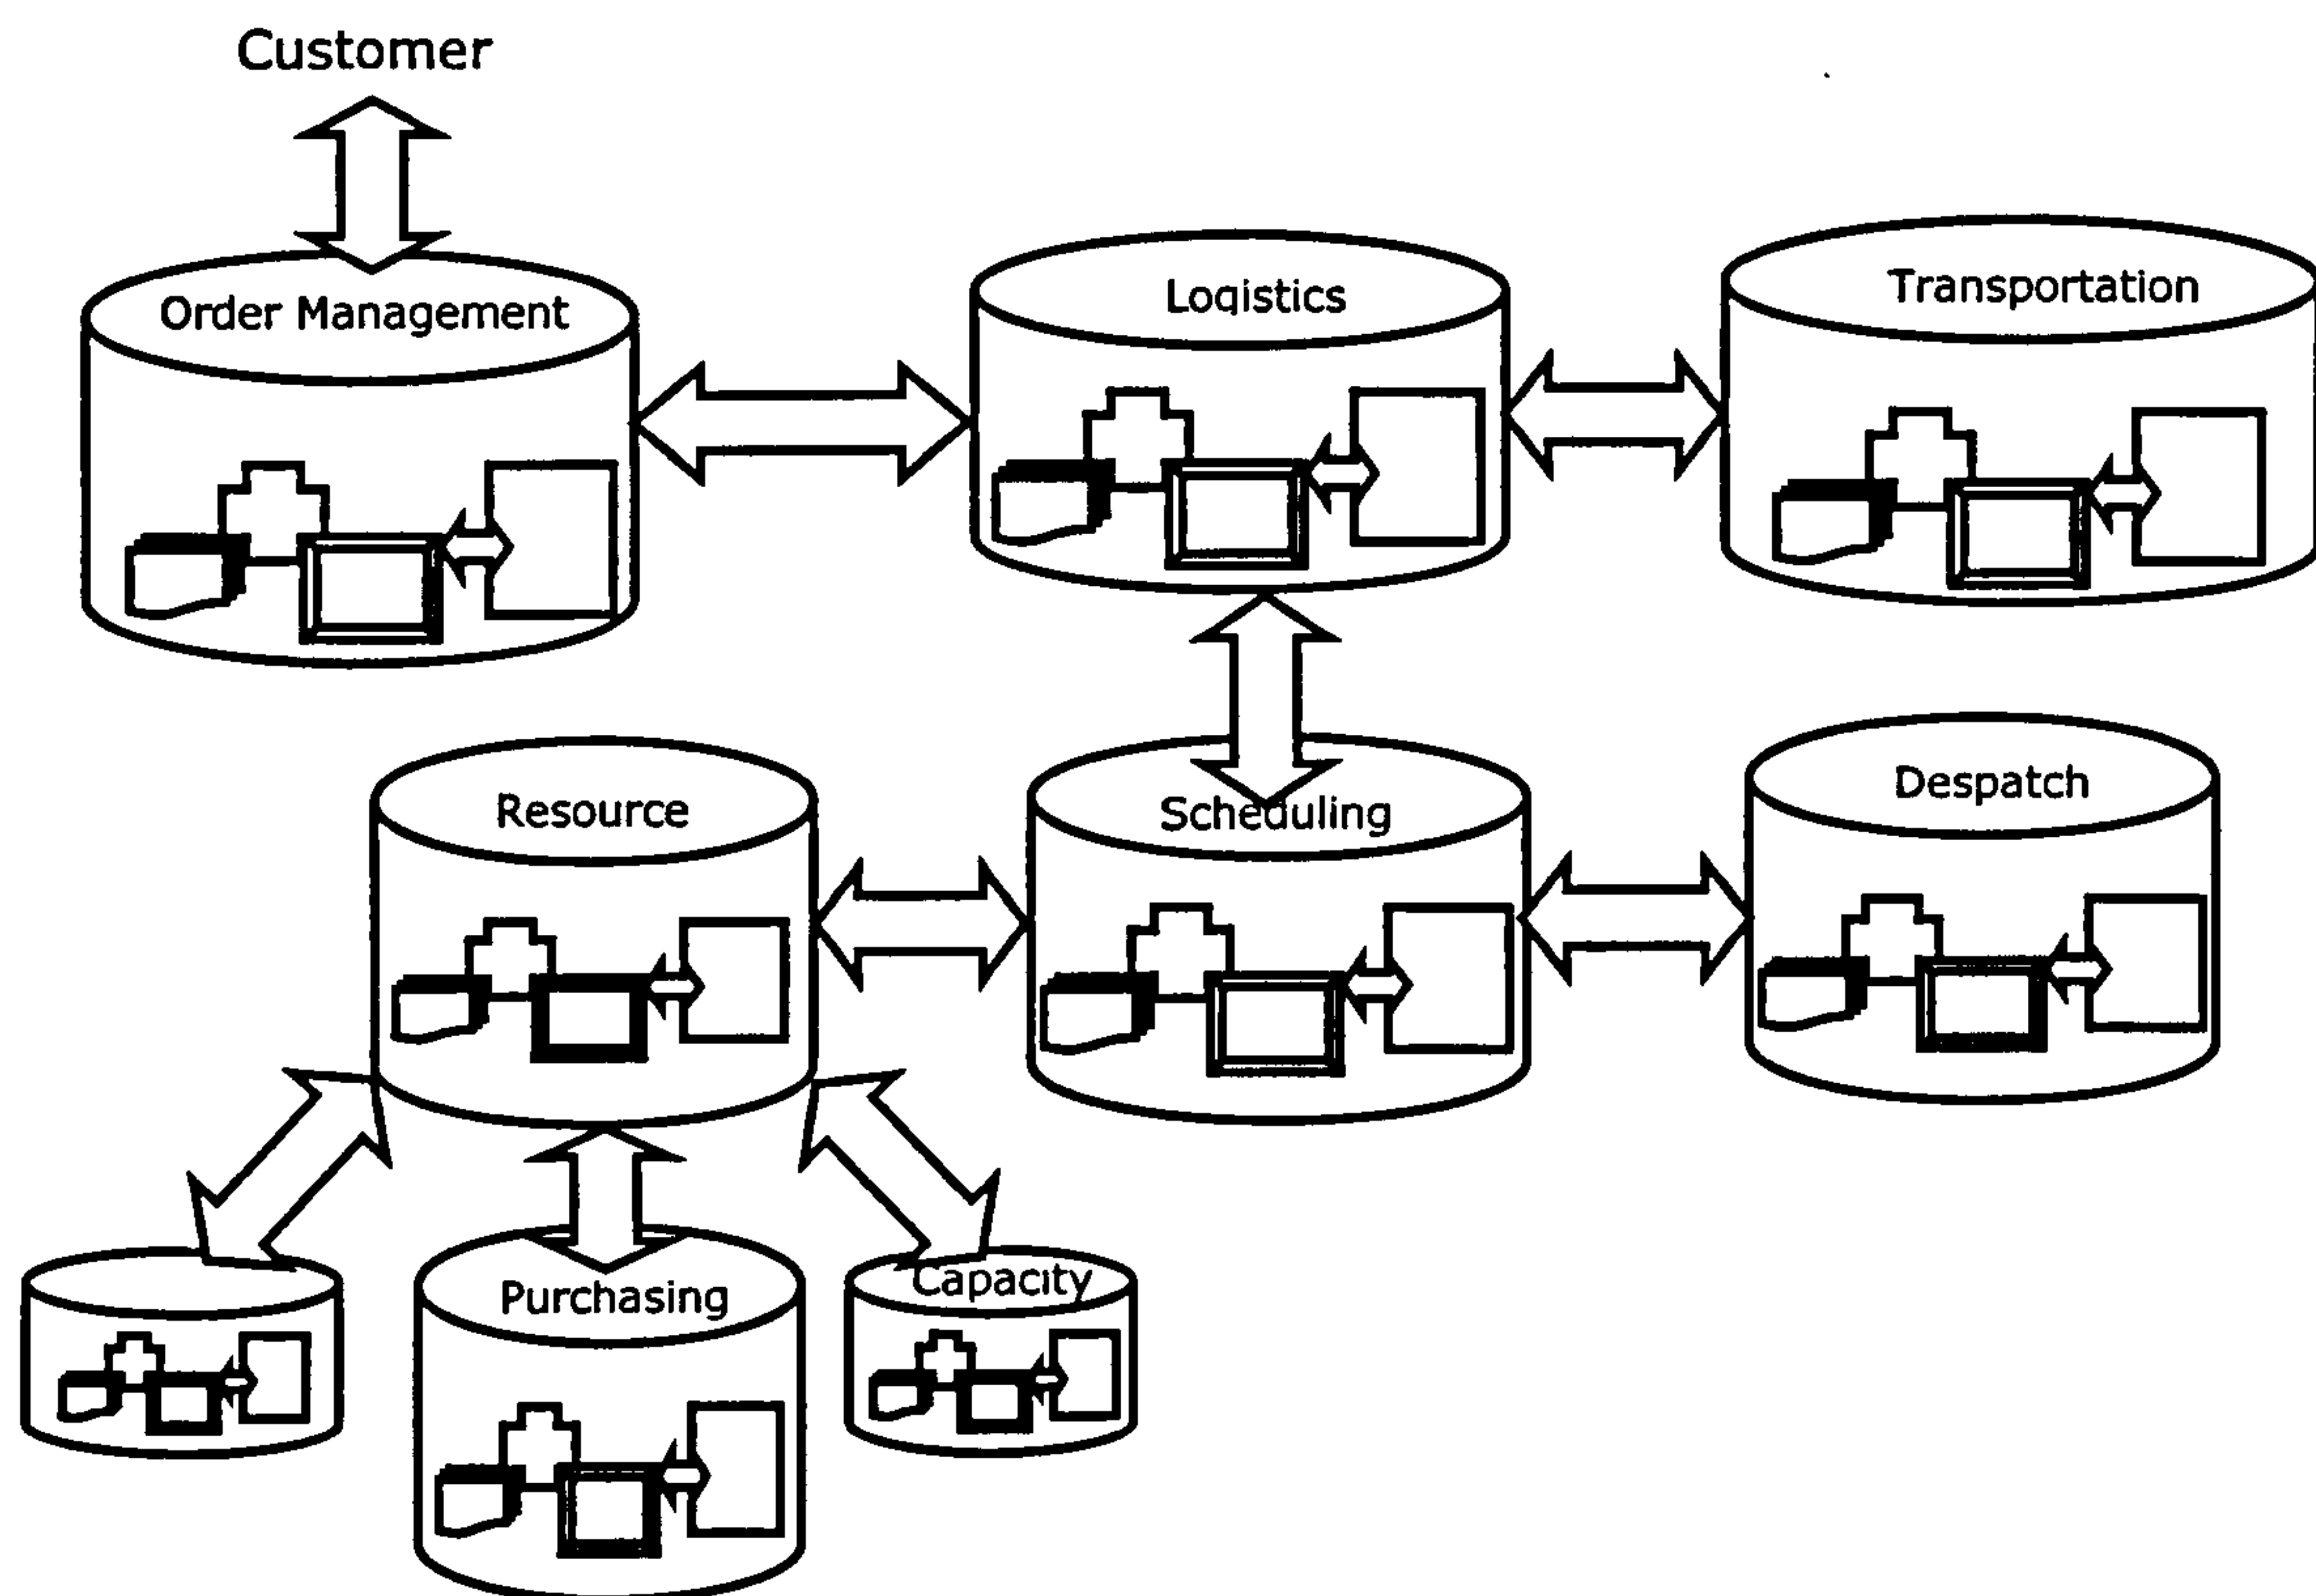 Customer
Order Management
Logistics
Transportation
Resource
Scheduling
Despatch
Purchasing
Capacity